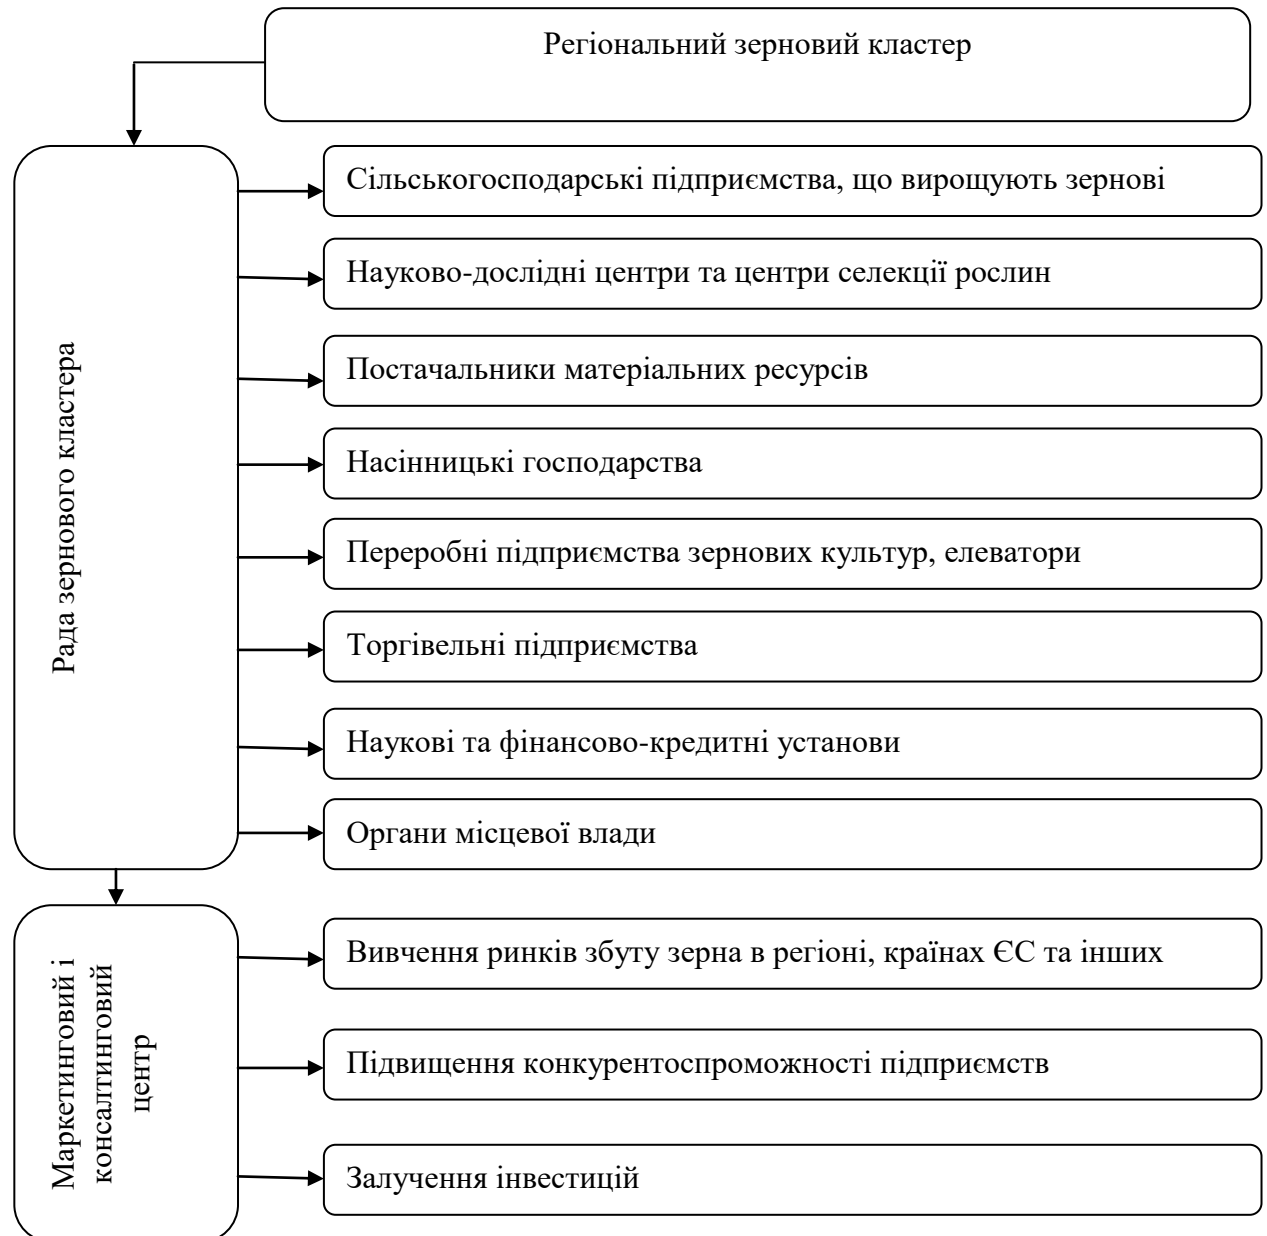 Регіональний зерновий кластер
Рада зернового кластера
Сільськогосподарські підприємства, що вирощують зернові
Науково-дослідні центри та центри селекції рослин
Постачальники матеріальних ресурсів
Насінницькі господарства
Переробні підприємства зернових культур, елеватори
Торгівельні підприємства
Наукові та фінансово-кредитні установи
Органи місцевої влади
Маркетинговий і
консалтинговий
центр
Вивчення ринків збуту зерна в регіоні, країнах ЄС та інших
Підвищення конкурентоспроможності підприємств
Залучення інвестицій